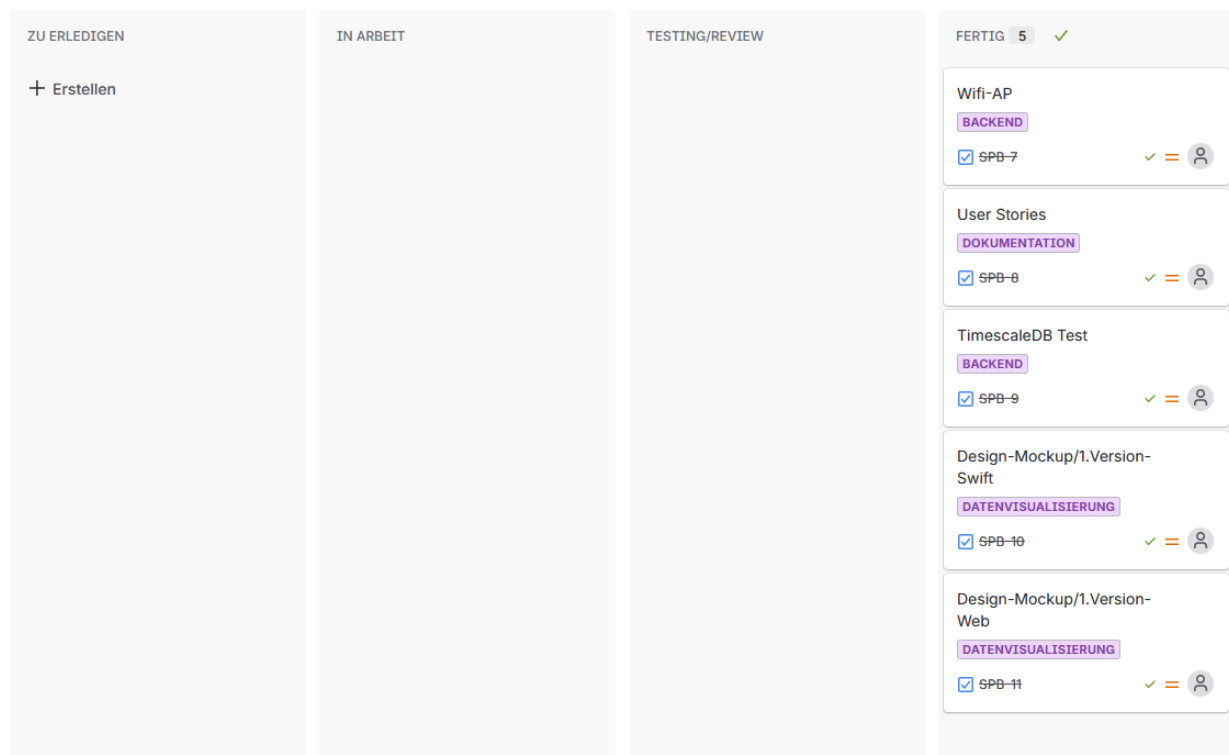 ZU ERLEDIGEN
+ Erstellen
IN ARBEIT
TESTING/REVIEW
FERTIG 5
Wifi-AP
BACKEND
SPB-7
User Stories
DOKUMENTATION
SPB-8
TimescaleDB Test
BACKEND
SPB-9
Design-Mockup/1.Version-
Swift
DATENVISUALISIERUNG
SPB-10
Design-Mockup/1.Version-
Web
DATENVISUALISIERUNG
SPB-11